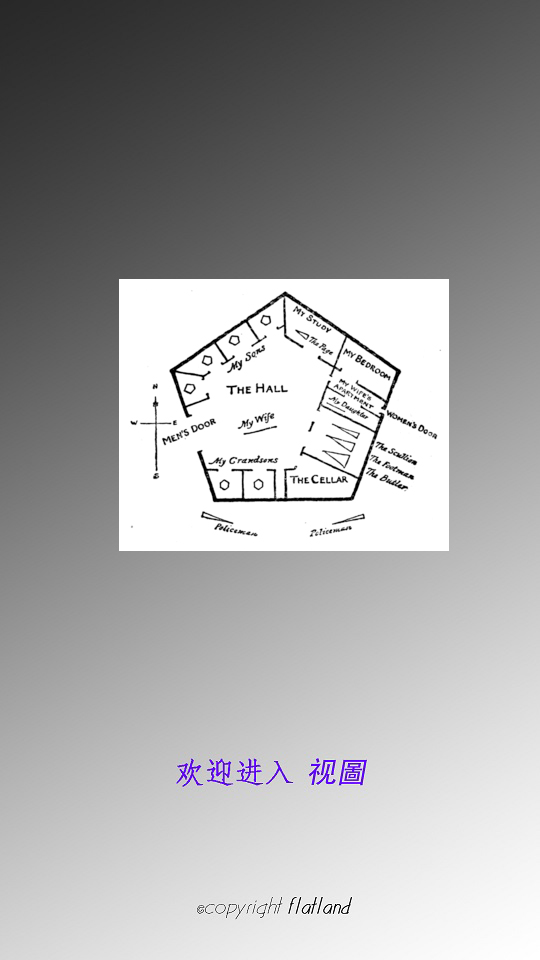 My Study
The Page
My Bedroom
My Sons
The Hall
My Wife's
Apartment
My Daughter
Women's Door
N
W E
S
Men's Door
My Wife
The Scullion
The Footman
The Butler
My Grandsons
The Cellar
Policeman Policeman
欢迎进入 视圖
©copyright flatland